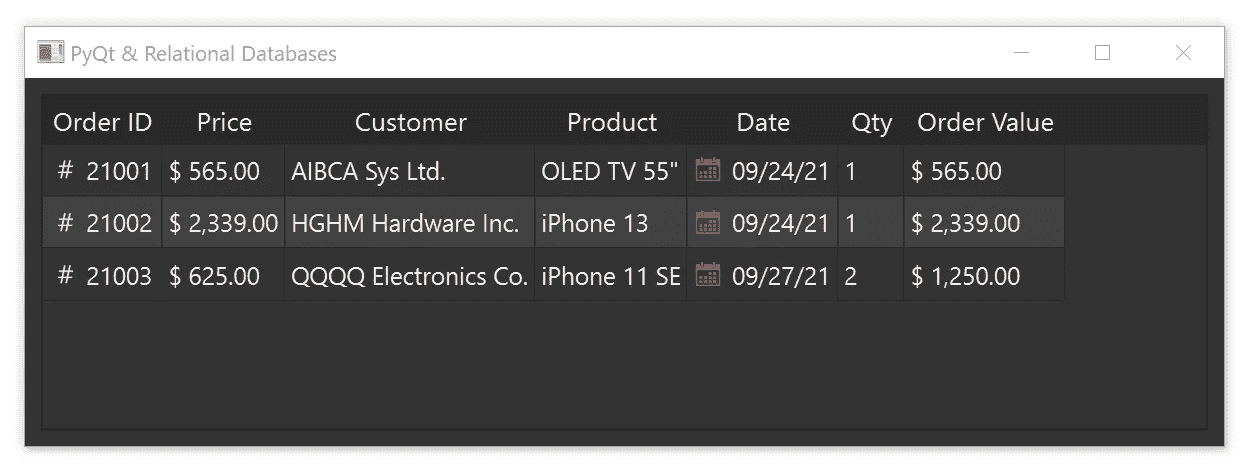 PyQt & Relational Databases
Order ID Price Customer Product Date Qty Order Value
# 21001 $ 565.00 AIBCA Sys Ltd. OLED TV 55" 09/24/21 1 $ 565.00
# 21002 $ 2,339.00 HGHM Hardware Inc. iPhone 13 09/24/21 1 $ 2,339.00
# 21003 $ 625.00 QQQQ Electronics Co. iPhone 11 SE 09/27/21 2 $ 1,250.00